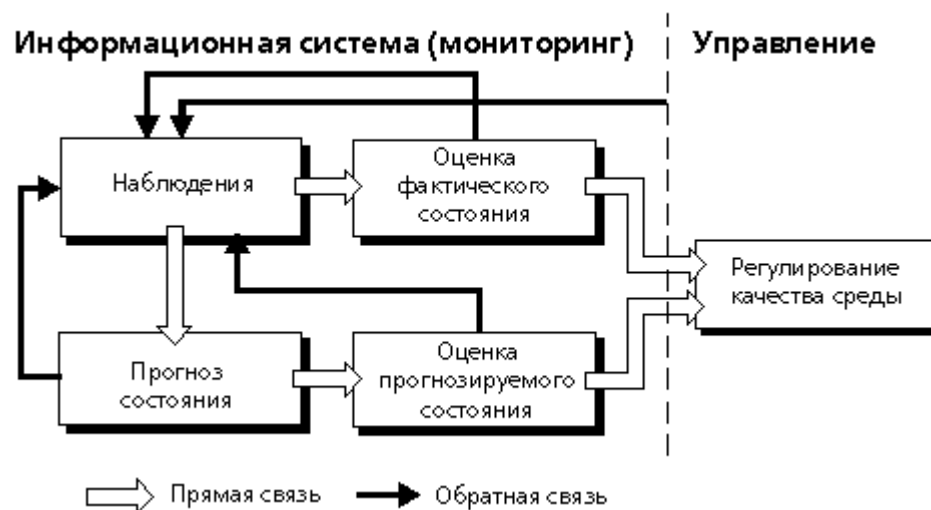 Информационная система (мониторинг)
Управление
Наблюдения
Оценка
фактического
состояния
Регулирование
качества среды
Прогноз
состояния
Оценка
прогнозируемого
состояния
Прямая связь
Обратная связь